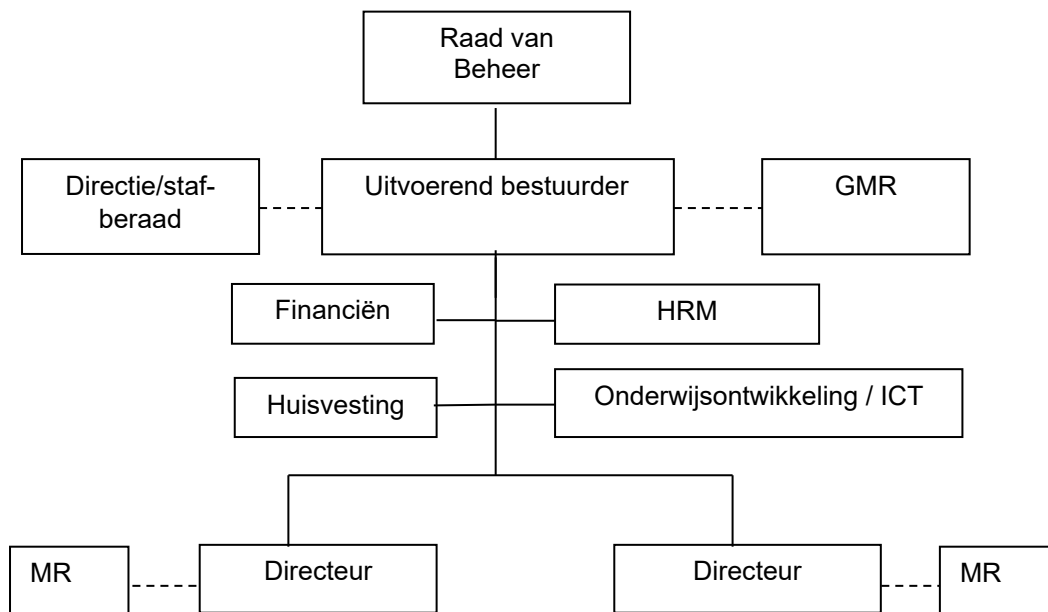 Raad van
Beheer
Directie/staf-
beraad
Uitvoerend bestuurder
GMR
Financiën
HRM
Huisvesting
Onderwijsontwikkeling / ICT
MR
Directeur
Directeur
MR